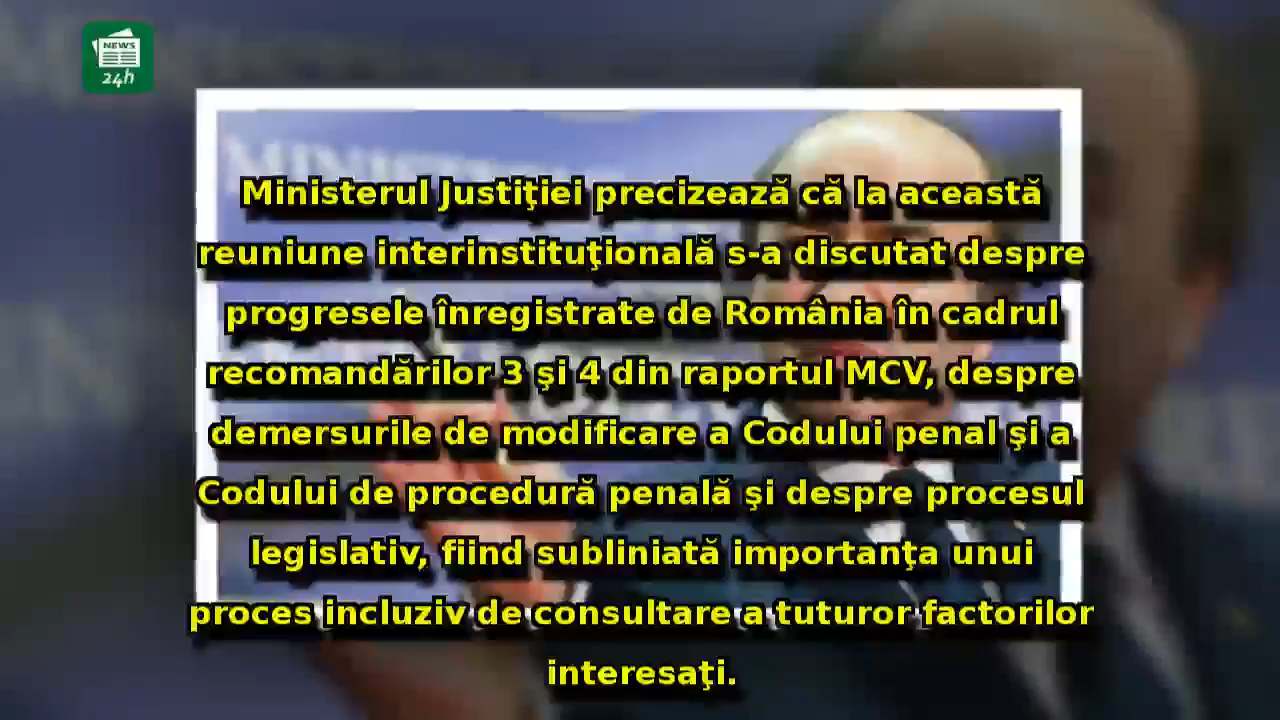 NEWS
24h
MINISTERUL
Ministerul Justiţiei precizează că la această
reuniune interinstituţională s-a discutat despre
progresele înregistrate de România în cadrul
recomandărilor 3 şi 4 din raportul MCV, despre
demersurile de modificare a Codului penal şi a
Codului de procedură penală şi despre procesul
legislativ, fiind subliniată importanţa unui
proces incluziv de consultare a tuturor factorilor
interesaţi.